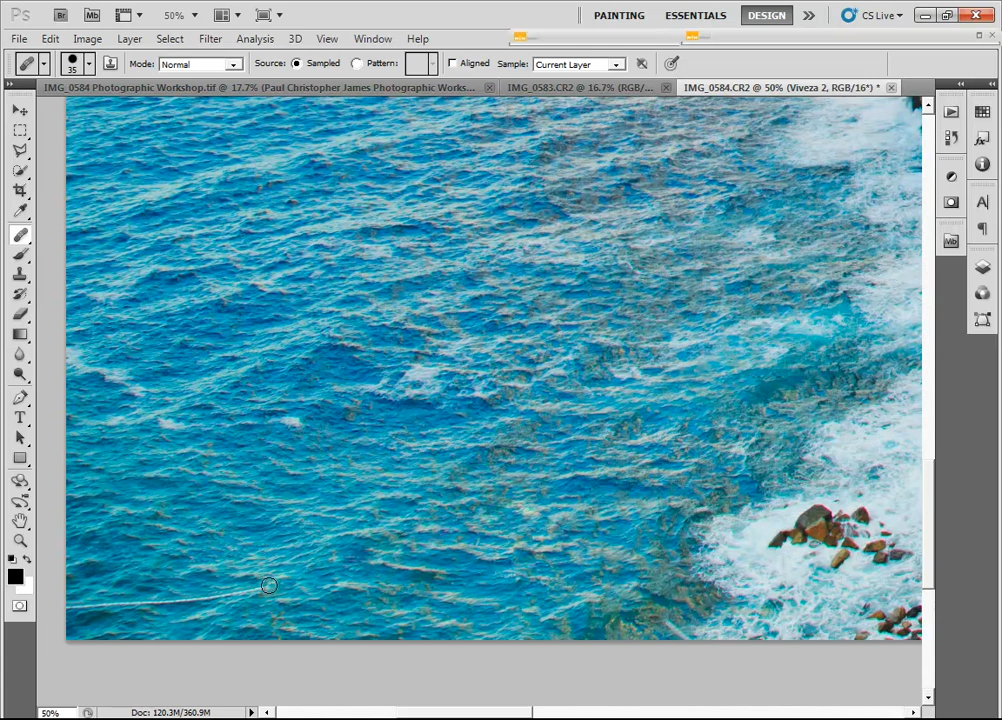 Ps Br Mb 50% PAINTING ESSENTIALS DESIGN CS Live
File Edit Image Layer Select Filter Analysis 3D View Window Help
35 Mode: Normal Source: Sampled Pattern: Aligned Sample: Current Layer
IMG_0584 Photographic Workshop.tif @ 17.7% (Paul Christopher James Photographic Works... IMG_0583.CR2 @ 16.7% (RGB/... IMG_0584.CR2 @ 50% (Viveza 2, RGB/16*) *
A
Mb
T
50% Doc: 120.3M/360.9M